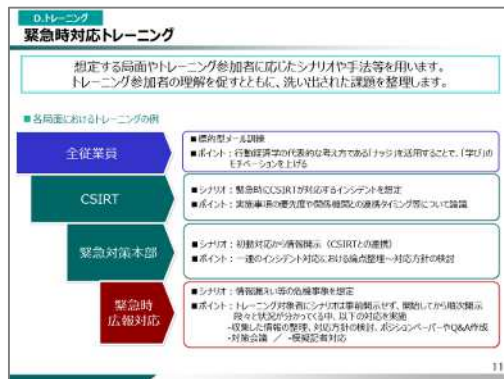 D.トレーニング
緊急時対応トレーニング
想定する局面やトレーニング参加者に応じたシナリオや手法等を用います。
トレーニング参加者の理解を促すとともに、洗い出された課題を整理します。
■各局面におけるトレーニングの例
全従業員
■標的型メール訓練
■ポイント：行動経済学の代表的な考え方である「ナッジ」を活用することで、「学び」の
モチベーションを上げる
CSIRT
■シナリオ：緊急時にCSIRTが対応するインシデントを想定
■ポイント：実施事項の優先度や関係機関との連携タイミング等について議論
緊急対策本部
■シナリオ：初動対応から情報開示（CSIRTとの連携）
■ポイント：一連のインシデント対応における論点整理～対応方針の検討
緊急時
広報対応
■シナリオ：情報漏えい等の危機事象を想定
■ポイント：トレーニング対象者にシナリオは事前開示せず、開始してから順次開示
段々と状況が分かってくる中、以下の対応を実施
-収集した情報の整理、対応方針の検討、ポジションペーパーやQ&A作成
-対策会議 ／ -模擬記者対応
11